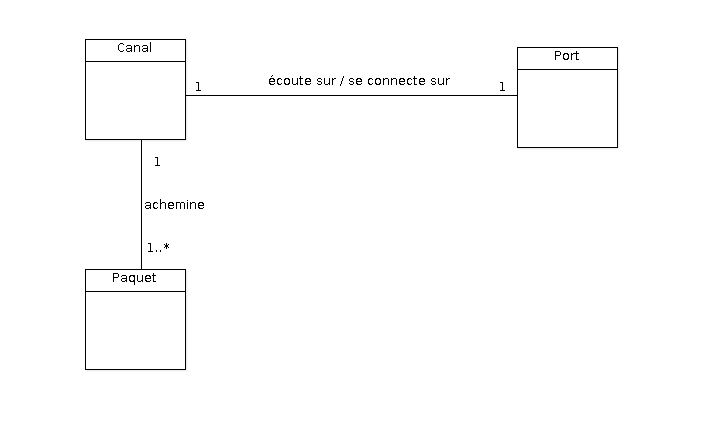 Canal
Port
écoute sur / se connecte sur
1
1
1
achemine
1..*
Paquet